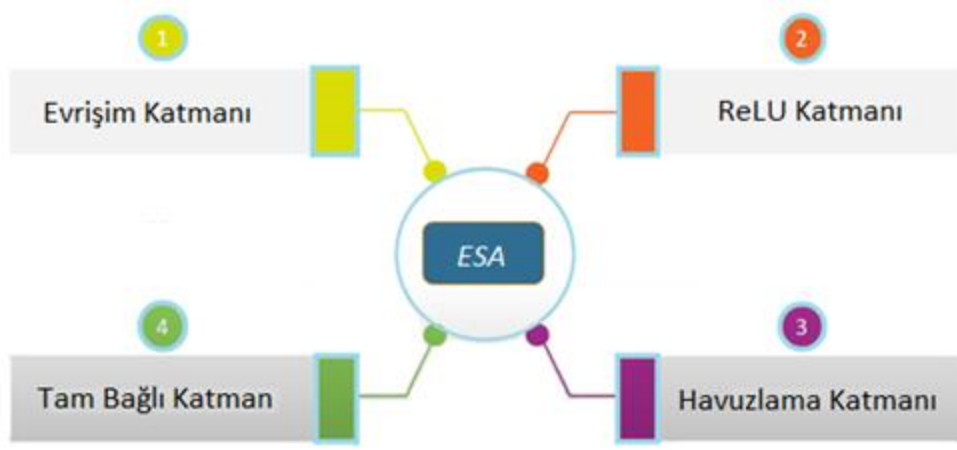 1
Evrişim Katmanı
2
ReLU Katmanı
ESA
4
Tam Bağlı Katman
3
Havuzlama Katmanı